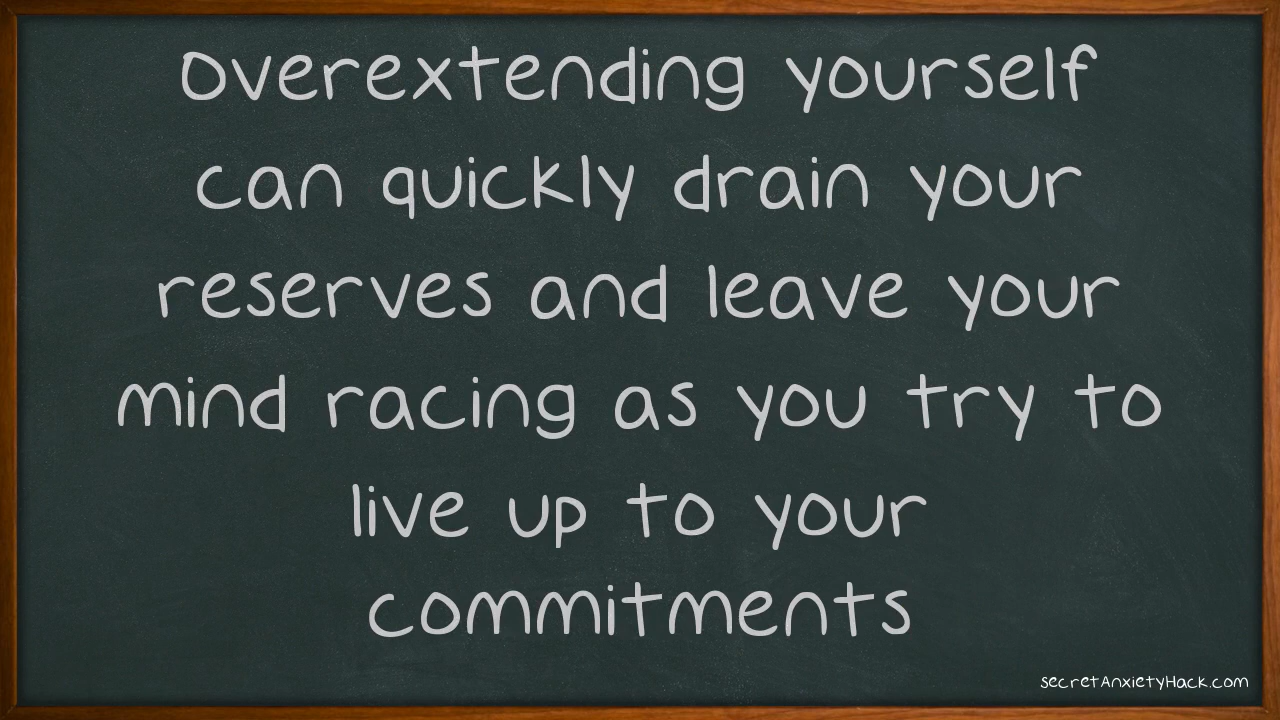 Overextending yourself
can quickly drain your
reserves and leave your
mind racing as you try to
live up to your
commitments
secretAnxietyHack.com